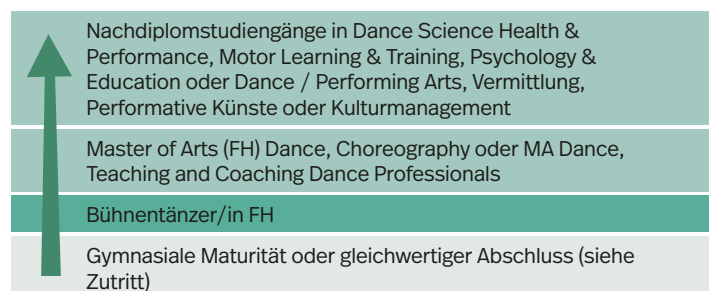 Nachdiplomstudiengänge in Dance Science Health &
Performance, Motor Learning & Training, Psychology &
Education oder Dance / Performing Arts, Vermittlung,
Performative Künste oder Kulturmanagement
Master of Arts (FH) Dance, Choreography oder MA Dance,
Teaching and Coaching Dance Professionals
Bühnentänzer/in FH
Gymnasiale Maturität oder gleichwertiger Abschluss (siehe
Zutritt)